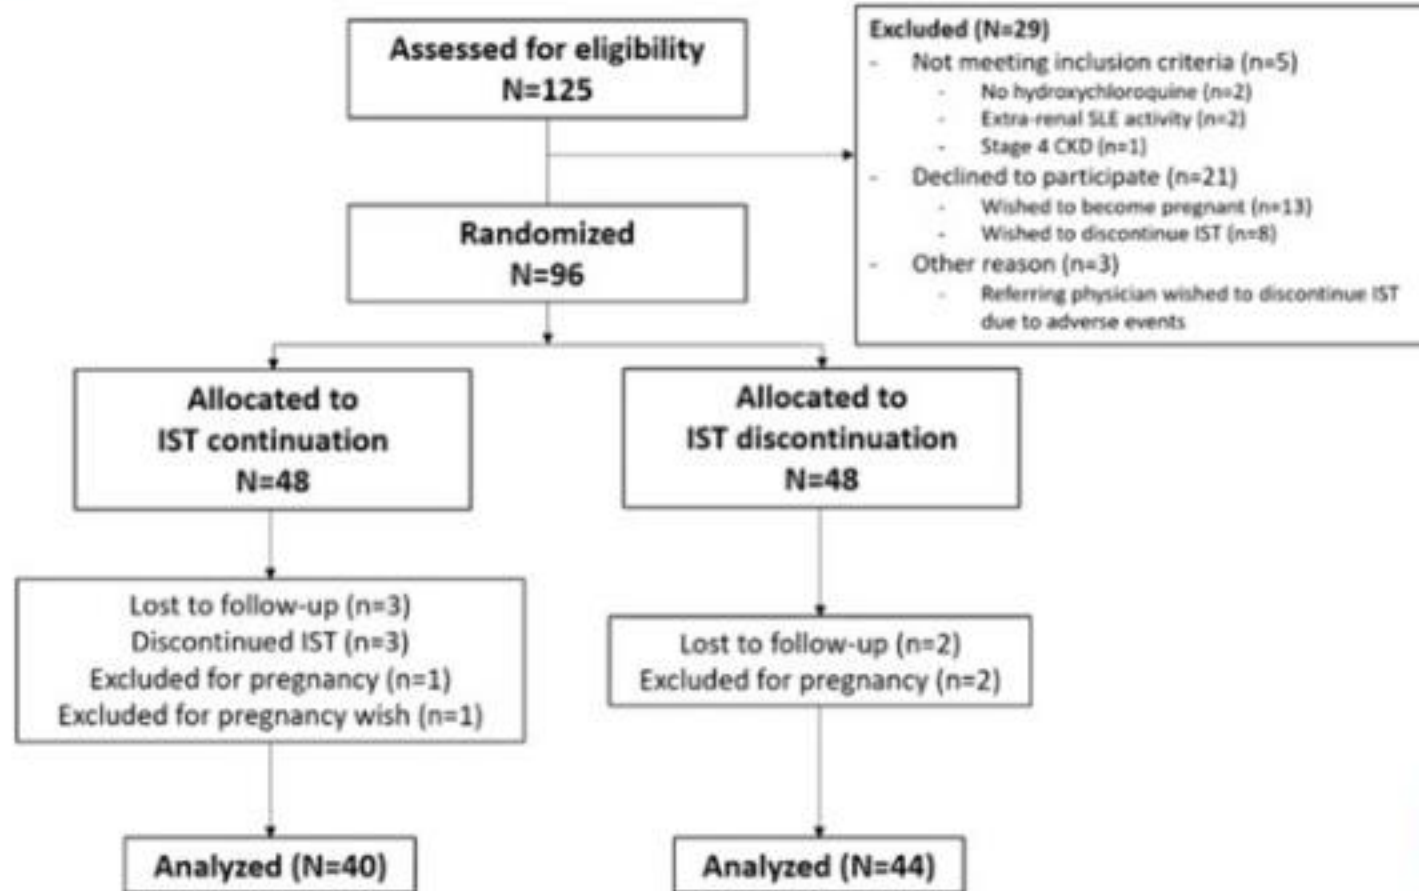 Assessed for eligibility
N=125
Excluded (N=29)
- Not meeting inclusion criteria (n=5)
- No hydroxychloroquine (n=2)
- Extra-renal SLE activity (n=2)
- Stage 4 CKD (n=1)
- Declined to participate (n=21)
- Wished to become pregnant (n=13)
- Wished to discontinue IST (n=8)
- Other reason (n=3)
- Referring physician wished to discontinue IST
due to adverse events
Randomized
N=96
Allocated to
IST continuation
N=48
Allocated to
IST discontinuation
N=48
Lost to follow-up (n=3)
Discontinued IST (n=3)
Excluded for pregnancy (n=1)
Excluded for pregnancy wish (n=1)
Lost to follow-up (n=2)
Excluded for pregnancy (n=2)
Analyzed (N=40)
Analyzed (N=44)